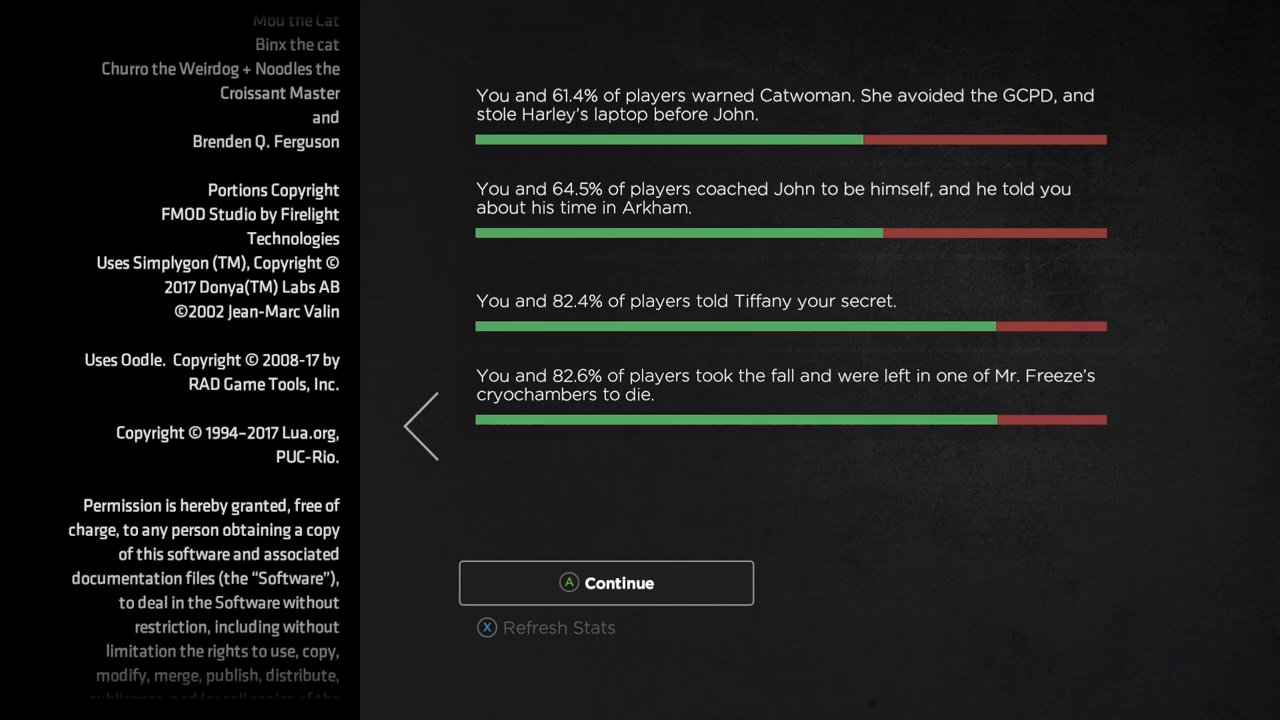 Mou the Cat
Binx the cat
Churro the Weirdog + Noodles the
Croissant Master
and
Brenden Q. Ferguson
Portions Copyright
FMOD Studio by Firelight
Technologies
Uses Simplygon (TM), Copyright ©
2017 Donya(TM) Labs AB
©2002 Jean-Marc Valin
Uses Oodle.  Copyright © 2008-17 by
RAD Game Tools, Inc.
Copyright © 1994–2017 Lua.org,
PUC-Rio.
Permission is hereby granted, free of
charge, to any person obtaining a copy
of this software and associated
documentation files (the “Software”),
to deal in the Software without
restriction, including without
limitation the rights to use, copy,
modify, merge, publish, distribute,
You and 61.4% of players warned Catwoman. She avoided the GCPD, and
stole Harley’s laptop before John.
You and 64.5% of players coached John to be himself, and he told you
about his time in Arkham.
You and 82.4% of players told Tiffany your secret.
You and 82.6% of players took the fall and were left in one of Mr. Freeze’s
cryochambers to die.
A Continue
X Refresh Stats